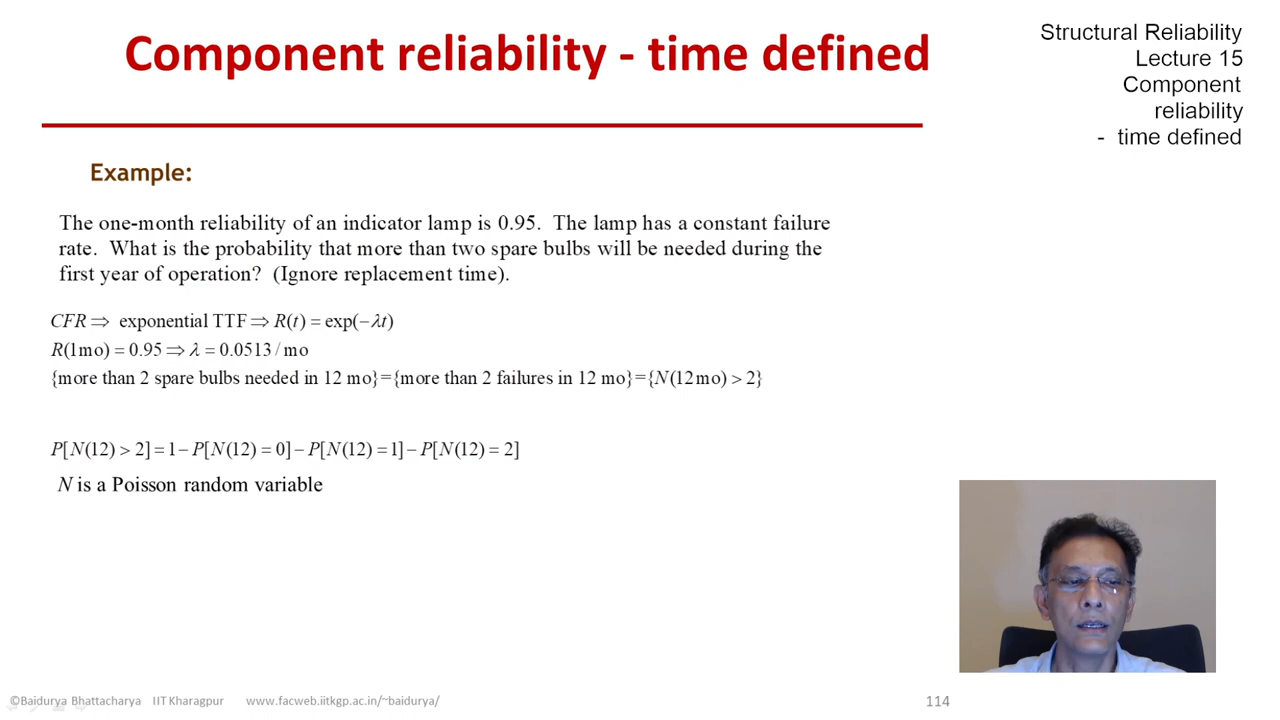 Component reliability - time defined
Structural Reliability
Lecture 15
Component
reliability
- time defined
Example:
The one-month reliability of an indicator lamp is 0.95. The lamp has a constant failure
rate. What is the probability that more than two spare bulbs will be needed during the
first year of operation? (Ignore replacement time).
CFR ⇒ exponential TTF ⇒ R(t) = exp(−λt)
R(1mo) = 0.95 ⇒ λ = 0.0513 / mo
{more than 2 spare bulbs needed in 12 mo}={more than 2 failures in 12 mo}={N(12mo) > 2}
P[N(12) > 2] = 1 − P[N(12) = 0] − P[N(12) = 1] − P[N(12) = 2]
N is a Poisson random variable
©Baidurya Bhattacharya IIT Kharagpur www.facweb.iitkgp.ac.in/~baidurya/
114